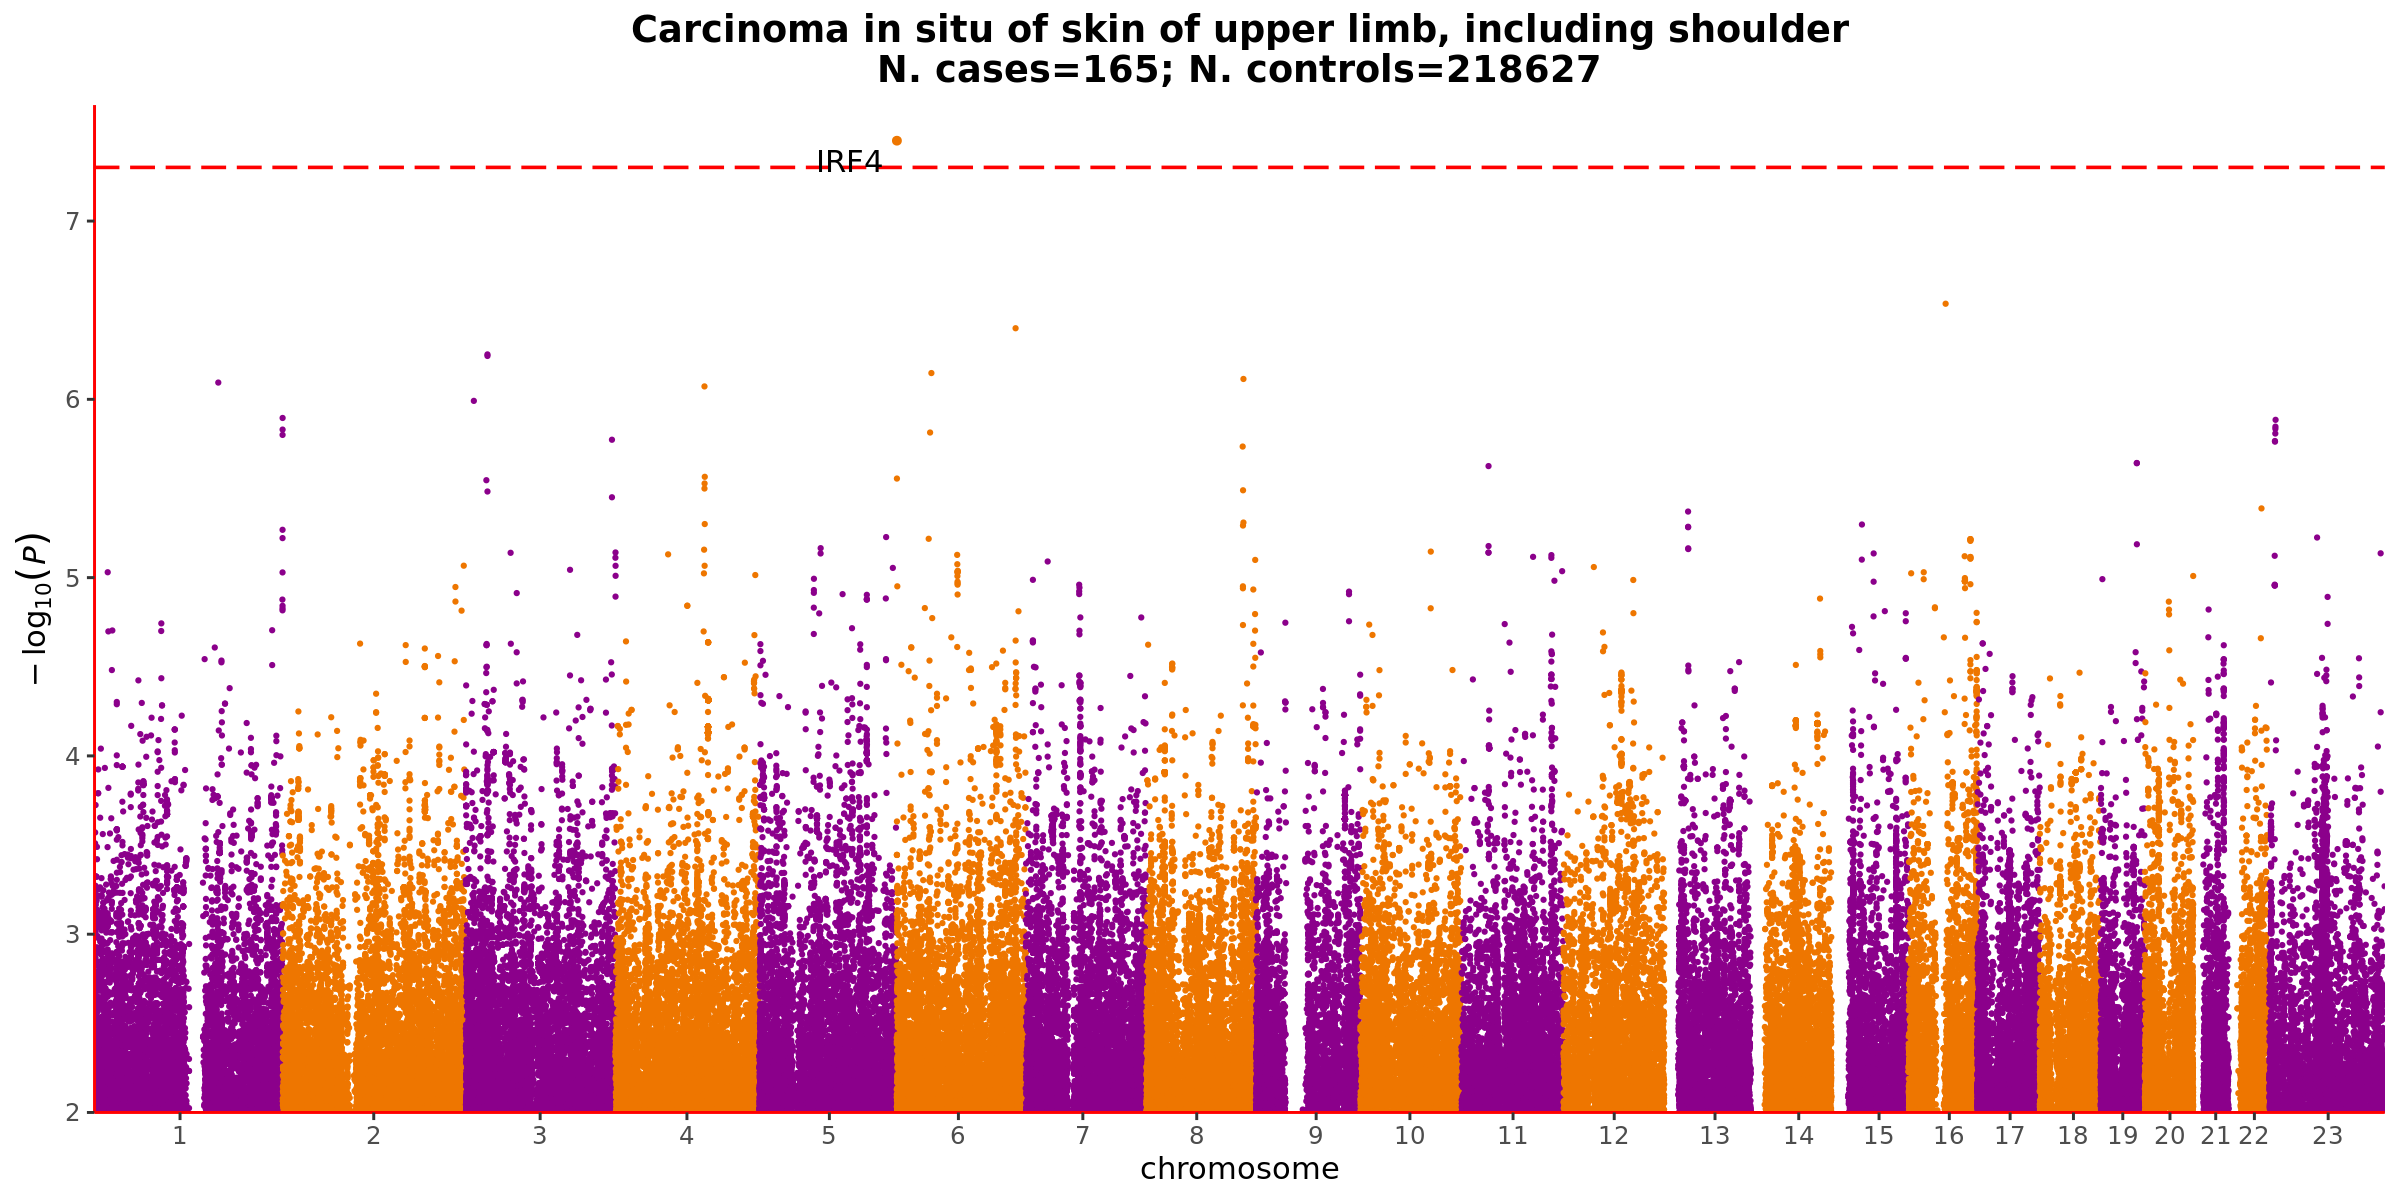 Carcinoma in situ of skin of upper limb, including shoulder
N. cases=165; N. controls=218627
IRF4
7
6
5
4
3
2
−log₁₀(P)
1 2 3 4 5 6 7 8 9 10 11 12 13 14 15 16 17 18 19 20 21 22 23
chromosome